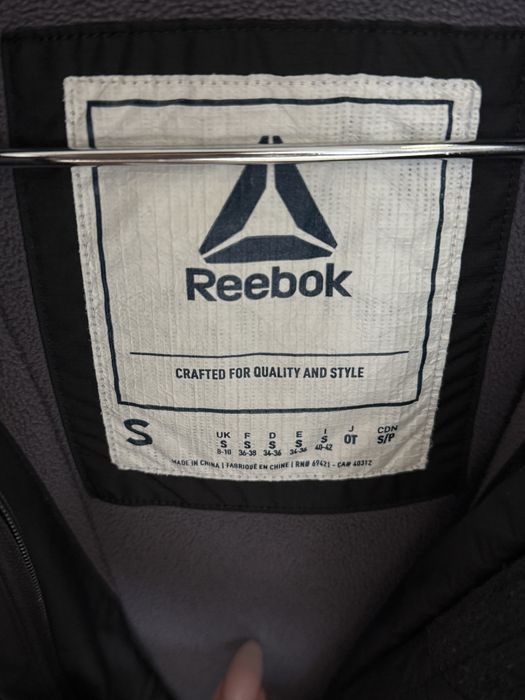 Reebok
CRAFTED FOR QUALITY AND STYLE
S
UK F D E I J CDN
S S S S S OT S/P
8-10 36-38 34-36 34-36 40-42
MADE IN CHINA | FABRIQUÉ EN CHINE | RN# 69421 - CA# 40312